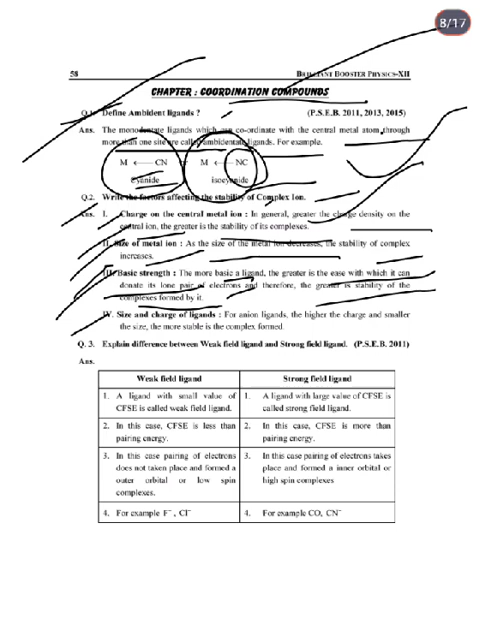 8/17
58 BRILLIANT BOOSTER PHYSICS-XII
CHAPTER : COORDINATION COMPOUNDS
Q.1. Define Ambident ligands ? (P.S.E.B. 2011, 2013, 2015)
Ans. The monodentate ligands which can co-ordinate with the central metal atom through
more than one site are called ambidentate ligands. For example.
M ⟵ CN or M ⟵ NC
cyanide isocyanide
Q.2. Write the factors affecting the stability of Complex Ion.
Ans. I. Charge on the central metal ion : In general, greater the charge density on the
central ion, the greater is the stability of its complexes.
II. Size of metal ion : As the size of the metal ion decreases, the stability of complex
increases.
III. Basic strength : The more basic a ligand, the greater is the ease with which it can
donate its lone pair of electrons and therefore, the greater is stability of the
complexes formed by it.
IV. Size and charge of ligands : For anion ligands, the higher the charge and smaller
the size, the more stable is the complex formed.
Q. 3. Explain difference between Weak field ligand and Strong field ligand. (P.S.E.B. 2011)
Ans.
Weak field ligand Strong field ligand
1. A ligand with small value of
CFSE is called weak field ligand.
1. A ligand with large value of CFSE is
called strong field ligand.
2. In this case, CFSE is less than
pairing energy.
2. In this case, CFSE is more than
pairing energy.
3. In this case pairing of electrons
does not taken place and formed a
outer orbital or low spin
complexes.
3. In this case pairing of electrons takes
place and formed a inner orbital or
high spin complexes
4. For example F⁻ , Cl⁻
4. For example CO, CN⁻